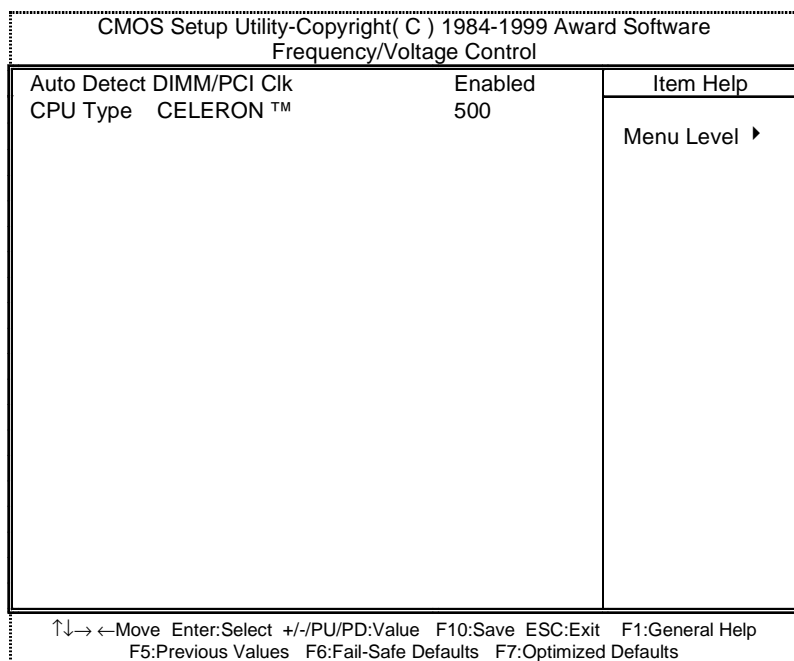 CMOS Setup Utility-Copyright( C ) 1984-1999 Award Software
Frequency/Voltage Control
Auto Detect DIMM/PCI Clk Enabled
CPU Type CELERON ™ 500
Item Help
Menu Level ▸
↑↓→ ←Move Enter:Select +/-/PU/PD:Value F10:Save ESC:Exit F1:General Help
F5:Previous Values F6:Fail-Safe Defaults F7:Optimized Defaults